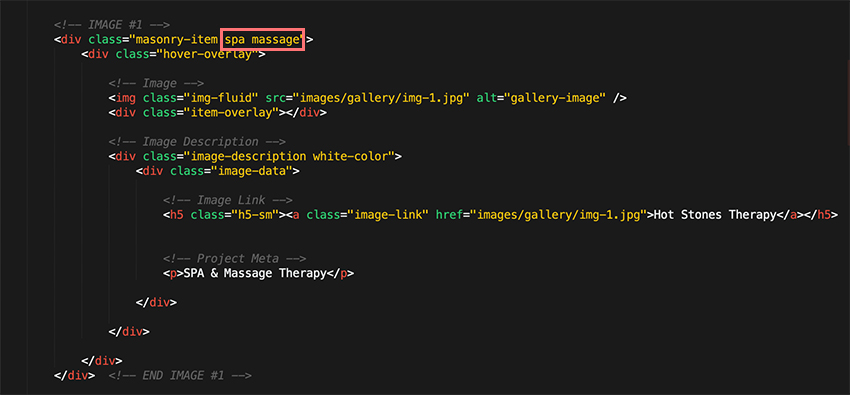 <!-- IMAGE #1 -->
<div class="masonry-item spa massage">
<div class="hover-overlay">
<!-- Image -->
<img class="img-fluid" src="images/gallery/img-1.jpg" alt="gallery-image" />
<div class="item-overlay"></div>
<!-- Image Description -->
<div class="image-description white-color">
<div class="image-data">
<!-- Image Link -->
<h5 class="h5-sm"><a class="image-link" href="images/gallery/img-1.jpg">Hot Stones Therapy</a></h5>
<!-- Project Meta -->
<p>SPA & Massage Therapy</p>
</div>
</div>
</div>
</div> <!-- END IMAGE #1 -->